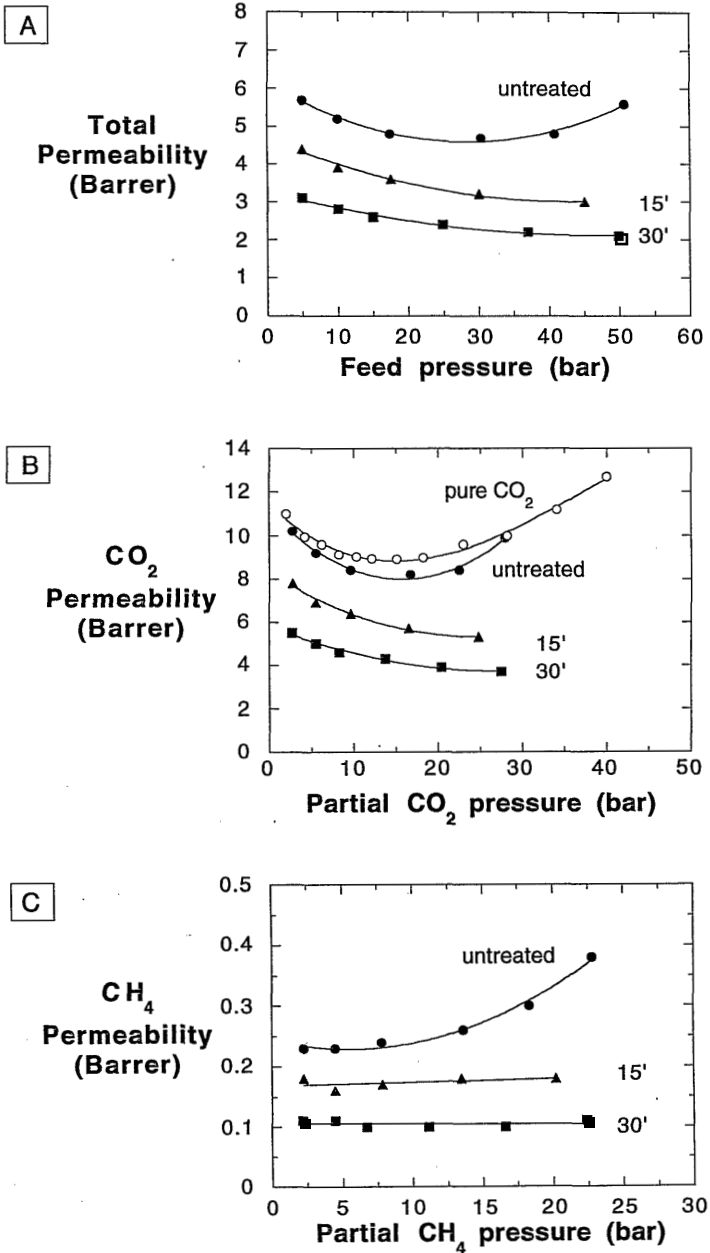 A
8
7
6
5
4
3
2
1
0
Total
Permeability
(Barrer)
untreated
15'
30'
0 10 20 30 40 50 60
Feed pressure (bar)
B
14
12
10
8
6
4
2
0
CO2
Permeability
(Barrer)
pure CO2
untreated
15'
30'
0 10 20 30 40 50
Partial CO2 pressure (bar)
C
0.5
0.4
0.3
0.2
0.1
0
CH4
Permeability
(Barrer)
untreated
15'
30'
0 5 10 15 20 25 30
Partial CH4 pressure (bar)